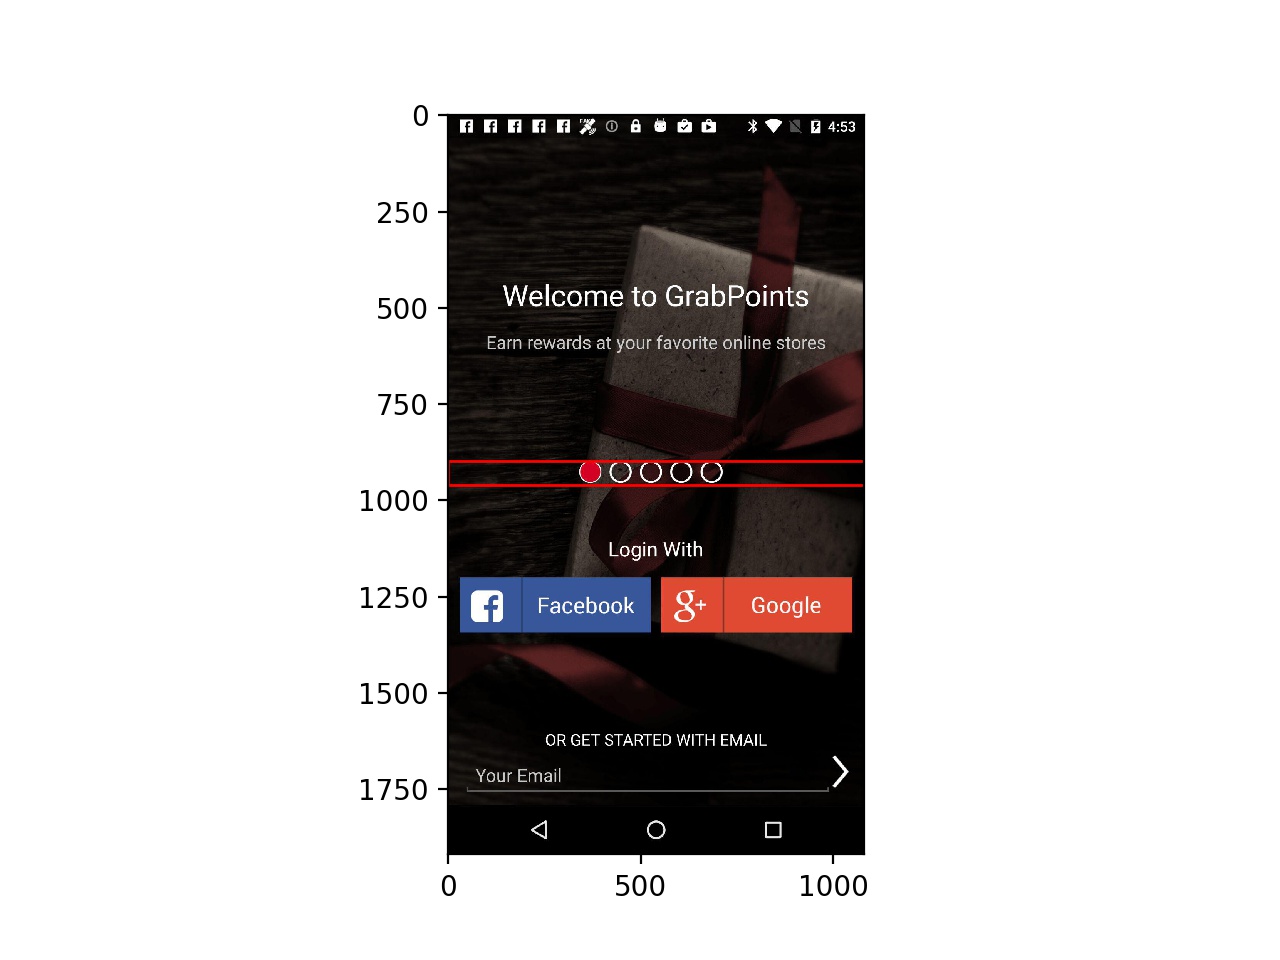 4:53
Welcome to GrabPoints
Earn rewards at your favorite online stores
Login With
Facebook
g+ Google
OR GET STARTED WITH EMAIL
Your Email
0
250
500
750
1000
1250
1500
1750
0 500 1000